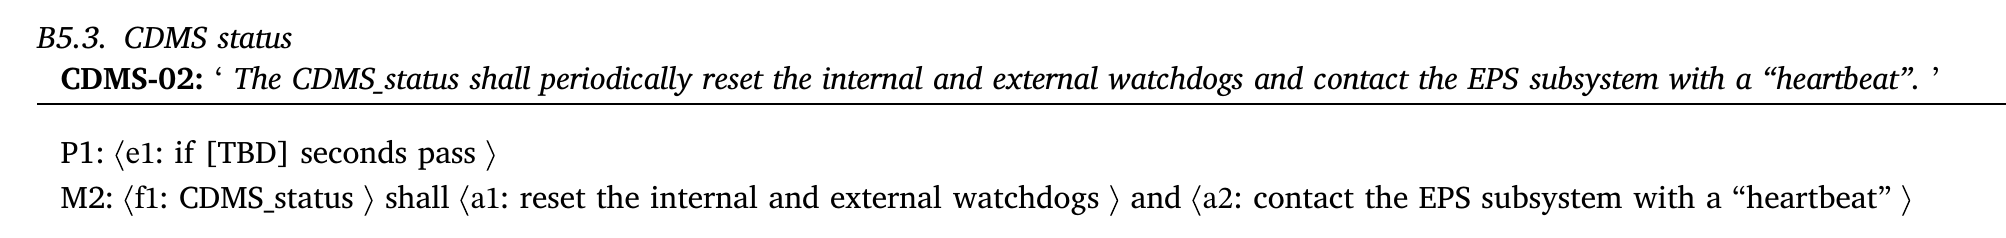 B5.3. CDMS status
CDMS-02: ‘ The CDMS_status shall periodically reset the internal and external watchdogs and contact the EPS subsystem with a “heartbeat”. ’
P1: ⟨e1: if [TBD] seconds pass ⟩
M2: ⟨f1: CDMS_status ⟩ shall ⟨a1: reset the internal and external watchdogs ⟩ and ⟨a2: contact the EPS subsystem with a “heartbeat” ⟩